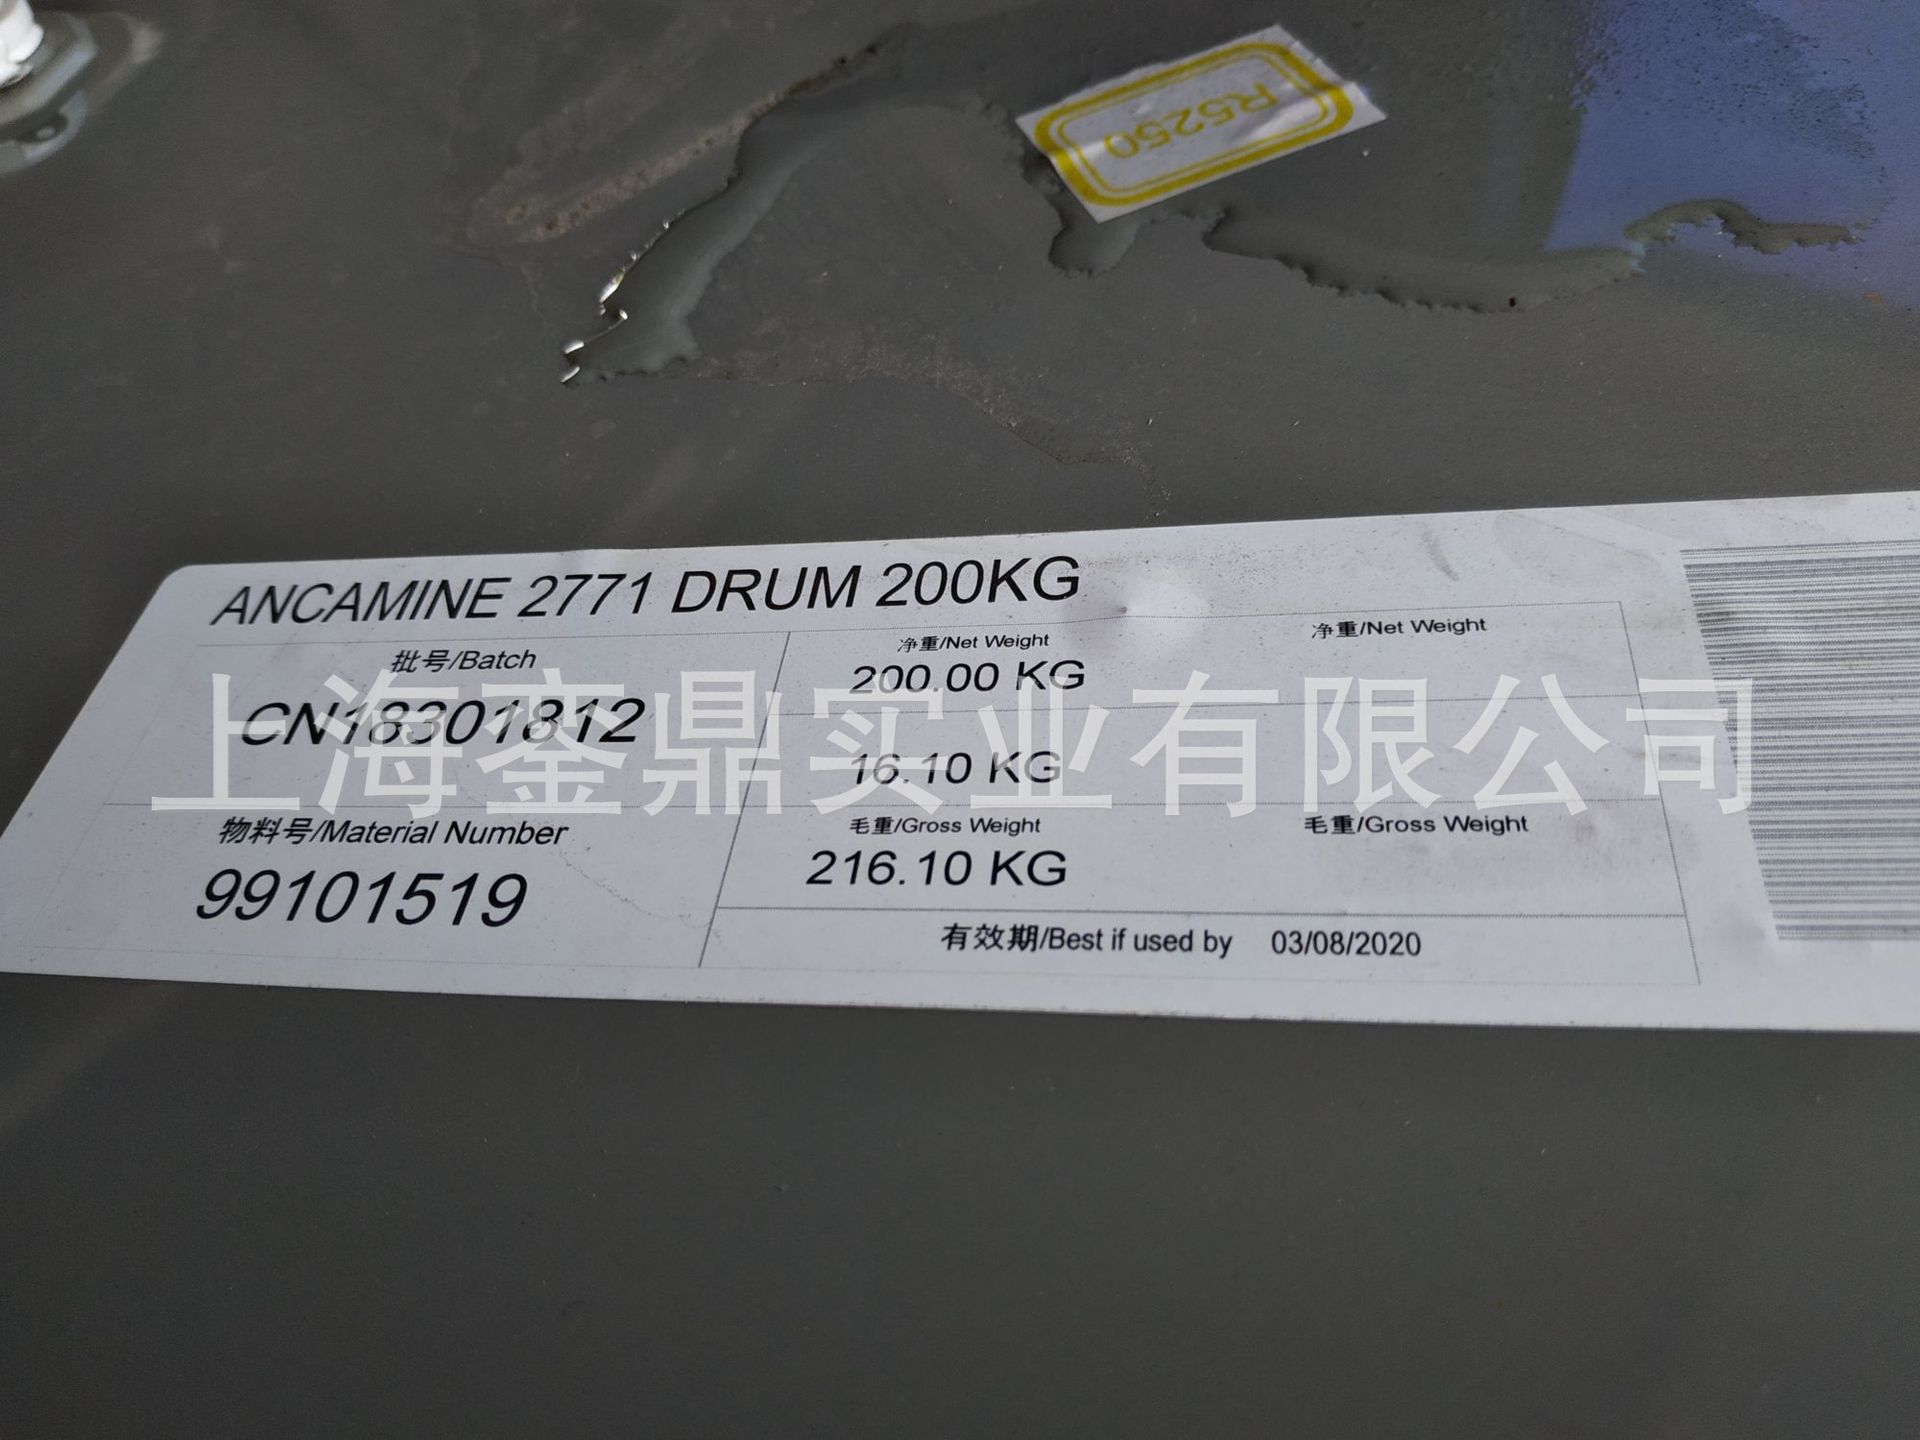 R5250
ANCAMINE 2771 DRUM 200KG
批号/Batch
CN18301812
净重/Net Weight
200.00 KG
净重/Net Weight
16.10 KG
上海銮鼎实业有限公司
物料号/Material Number
99101519
毛重/Gross Weight
216.10 KG
毛重/Gross Weight
有效期/Best if used by 03/08/2020